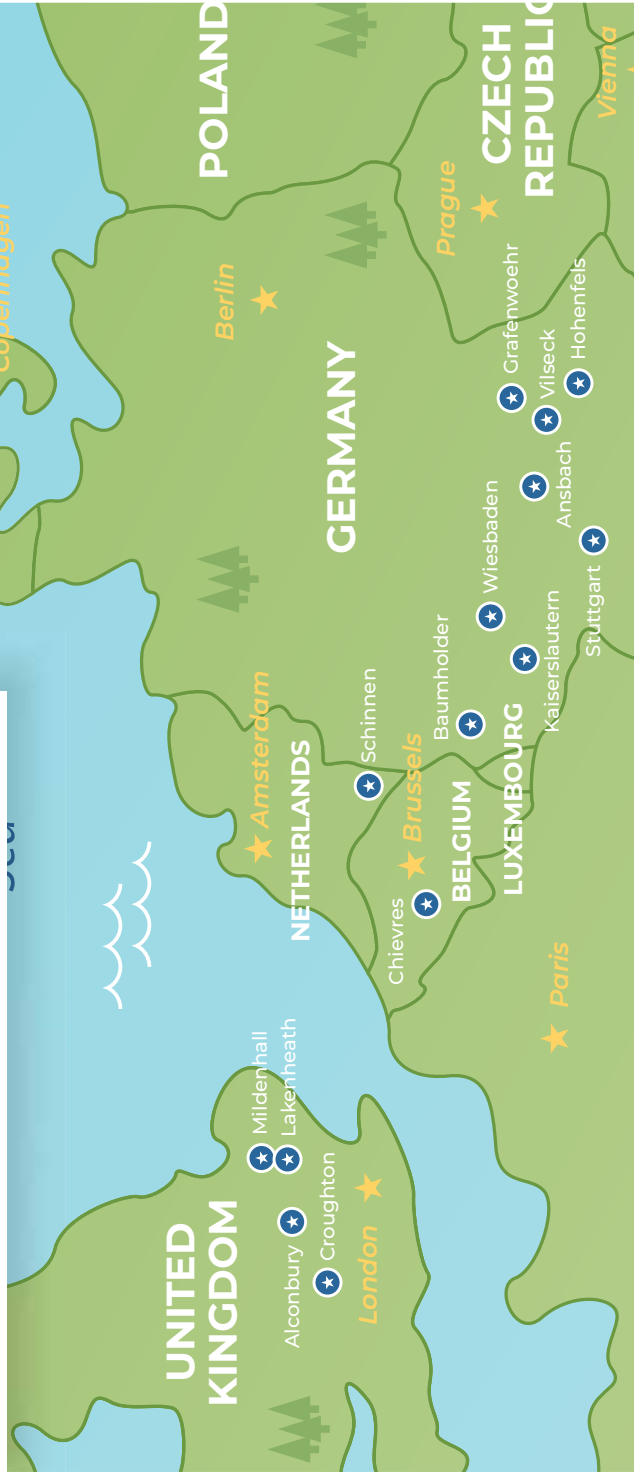 Copenhagen
UNITED
KINGDOM
POLAND
Berlin
Amsterdam
Mildenhall
Lakenheath
Alconbury
NETHERLANDS
Croughton
GERMANY
London
Schinnen
Chievres
Brussels
Baumholder
Prague
BELGIUM
Wiesbaden
CZECH
REPUBLIC
LUXEMBOURG
Grafenwoehr
Vilseck
Paris
Kaiserslautern
Ansbach
Hohenfels
Stuttgart
Vienna